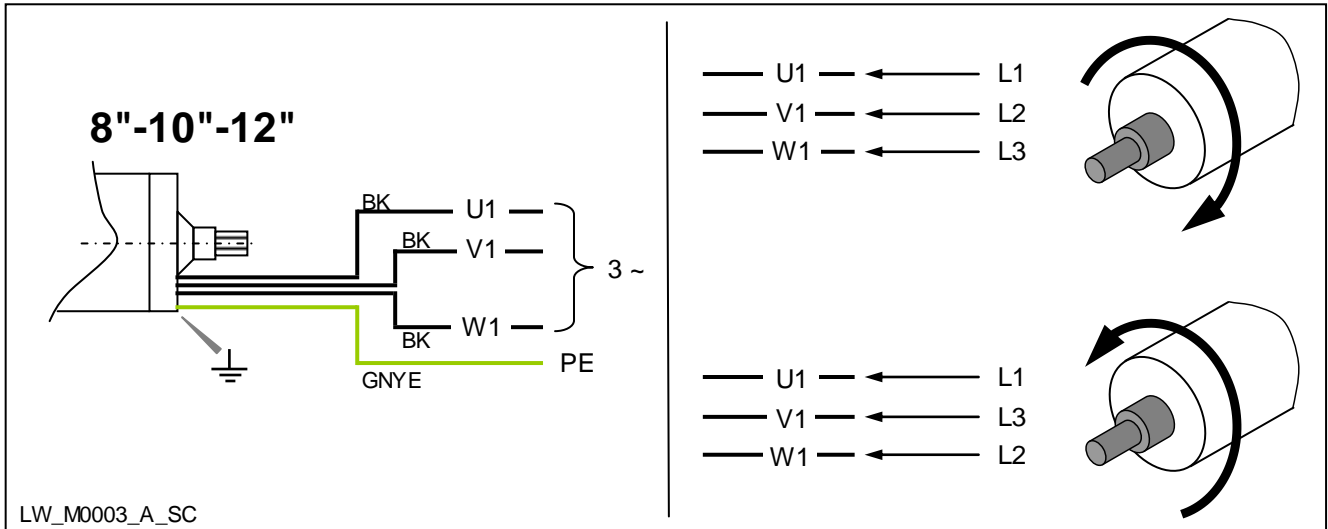 8"-10"-12"
BK
U1
BK
V1
3 ~
BK
W1
GNYE
PE
U1 L1
V1 L2
W1 L3
U1 L1
V1 L3
W1 L2
LW_M0003_A_SC